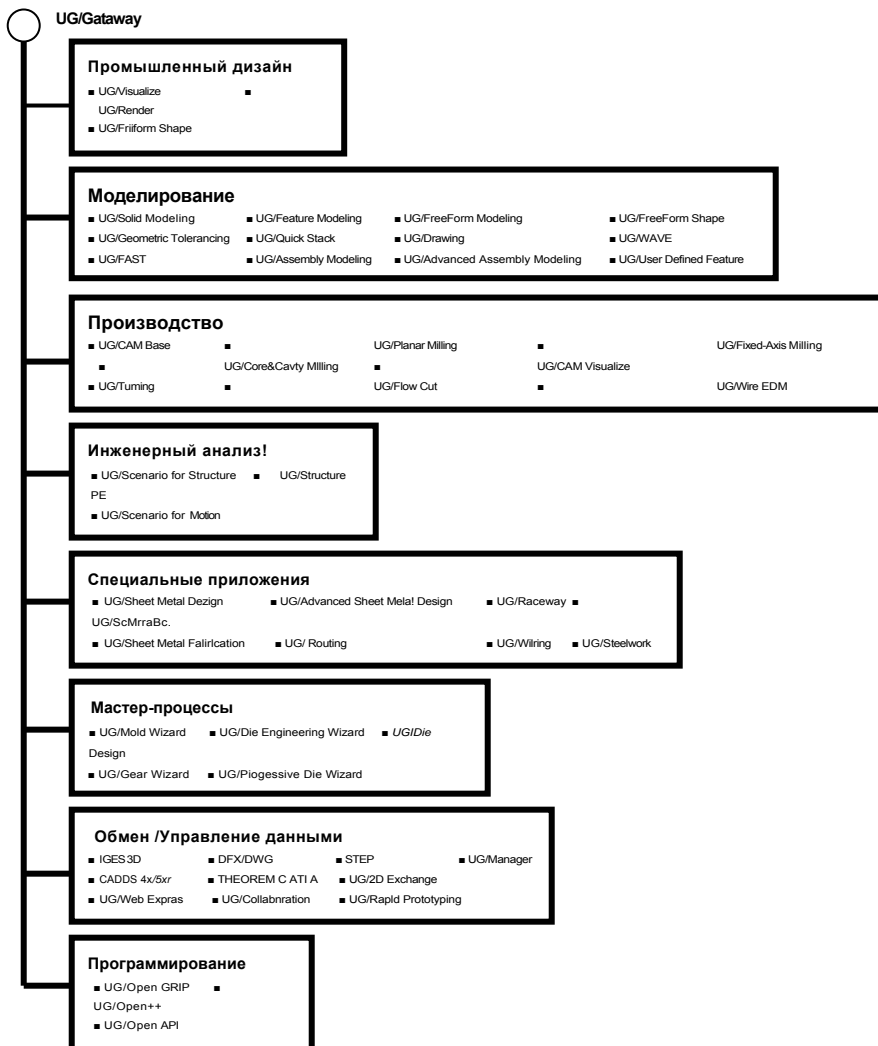 UG/Gataway
Промышленный дизайн
■ UG/Visualize ■
UG/Render
■ UG/Friiform Shape
Моделирование
■ UG/Solid Modeling ■ UG/Feature Modeling ■ UG/FreeForm Modeling ■ UG/FreeForm Shape
■ UG/Geometric Tolerancing ■ UG/Quick Stack ■ UG/Drawing ■ UG/WAVE
■ UG/FAST ■ UG/Assembly Modeling ■ UG/Advanced Assembly Modeling ■ UG/User Defined Feature
Производство
■ UG/CAM Base ■ UG/Planar Milling ■ UG/Fixed-Axis Milling
■ UG/Core&Cavty MIlling ■ UG/CAM Visualize
■ UG/Tuming ■ UG/Flow Cut ■ UG/Wire EDM
Инженерный анализ!
■ UG/Scenario for Structure ■ UG/Structure
PE
■ UG/Scenario for Motion
Специальные приложения
■ UG/Sheet Metal Dezign ■ UG/Advanced Sheet Mela! Design ■ UG/Raceway ■
UG/ScMrraBc.
■ UG/Sheet Metal Falirlcation ■ UG/ Routing ■ UG/Wilring ■ UG/Steelwork
Мастер-процессы
■ UG/Mold Wizard ■ UG/Die Engineering Wizard ■ UGIDie
Design
■ UG/Gear Wizard ■ UG/Piogessive Die Wizard
Обмен /Управление данными
■ IGES3D ■ DFX/DWG ■ STEP ■ UG/Manager
■ CADDS 4x/5xr ■ THEOREM C ATI A ■ UG/2D Exchange
■ UG/Web Expras ■ UG/Collabnration ■ UG/Rapld Prototyping
Программирование
■ UG/Open GRIP ■
UG/Open++
■ UG/Open API